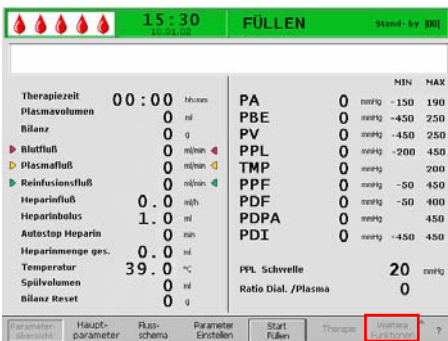 15:30 FÜLLEN Stand-by |00|
10.01.02
MIN MAX
Therapiezeit 00:00 hh:mm
Plasmavolumen 0 ml
Bilanz 0 g
Blutfluß 0 ml/min
Plasmafluß 0 ml/min
Reinfusionsfluß 0 ml/min
Heparinfluß 0.0 ml/h
Heparinbolus 1.0 ml
Autostop Heparin 0 min
Heparinmenge ges. 0.0 ml
Temperatur 39.0 °C
Spülvolumen 0 ml
Bilanz Reset 0 g
PA 0 mmHg -150 190
PBE 0 mmHg -450 250
PV 0 mmHg -450 250
PPL 0 mmHg -200 450
TMP 0 mmHg 200
PPF 0 mmHg -50 450
PDF 0 mmHg -50 400
PDPA 0 mmHg 450
PDI 0 mmHg -450 450
PPL Schwelle 20 mmHg
Ratio Dial. /Plasma 0
Parameter-übersicht
Haupt-parameter
Fluss-schema
Parameter Einstellen
Start Füllen
Therapie
Weitere Funktionen
?